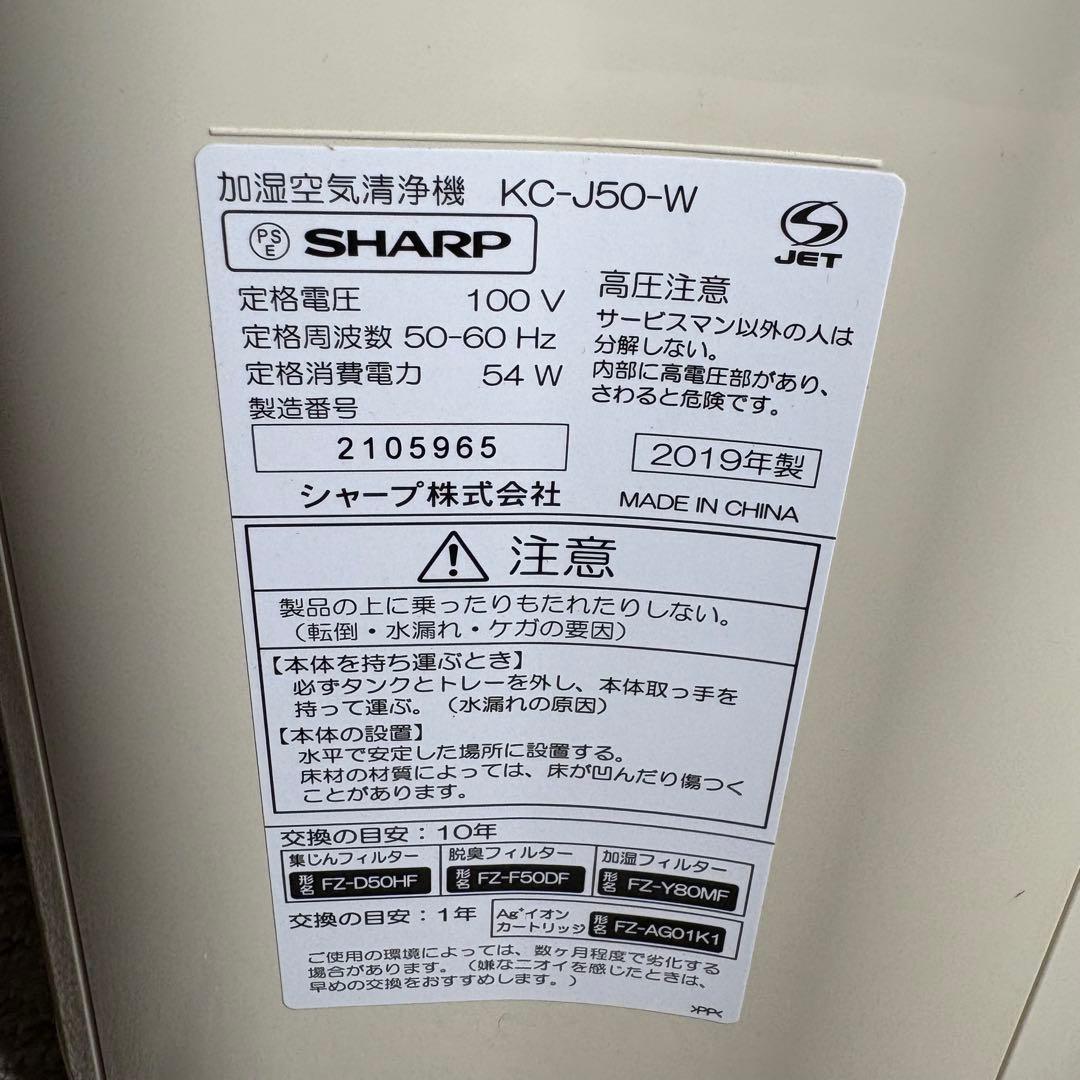 加湿空気清浄機 KC-J50-W
PSE SHARP
JET
定格電圧 100 V
定格周波数 50-60 Hz
定格消費電力 54 W
製造番号
2105965
シャープ株式会社
高圧注意
サービスマン以外の人は
分解しない。
内部に高電圧部があり、
さわると危険です。
2019年製
MADE IN CHINA
注意
製品の上に乗ったりもたれたりしない。
（転倒・水漏れ・ケガの要因）
【本体を持ち運ぶとき】
必ずタンクとトレーを外し、本体取っ手を
持って運ぶ。（水漏れの原因）
【本体の設置】
水平で安定した場所に設置する。
床材の材質によっては、床が凹んだり傷つく
ことがあります。
交換の目安：10年
集じんフィルター
形名 FZ-D50HF
脱臭フィルター
形名 FZ-F50DF
加湿フィルター
形名 FZ-Y80MF
交換の目安：1年
Ag⁺イオン
カートリッジ
形名 FZ-AG01K1
ご使用の環境によっては、数ヶ月程度で劣化する
場合があります。（嫌なニオイを感じたときは、
早めの交換をおすすめします。）
>PP<